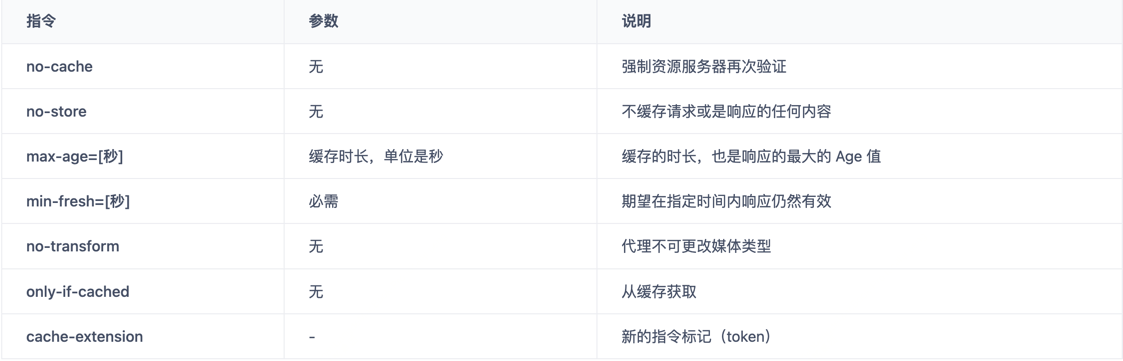 指令 参数 说明
no-cache 无 强制资源服务器再次验证
no-store 无 不缓存请求或是响应的任何内容
max-age=[秒] 缓存时长，单位是秒 缓存的时长，也是响应的最大的 Age 值
min-fresh=[秒] 必需 期望在指定时间内响应仍然有效
no-transform 无 代理不可更改媒体类型
only-if-cached 无 从缓存获取
cache-extension - 新的指令标记（token）